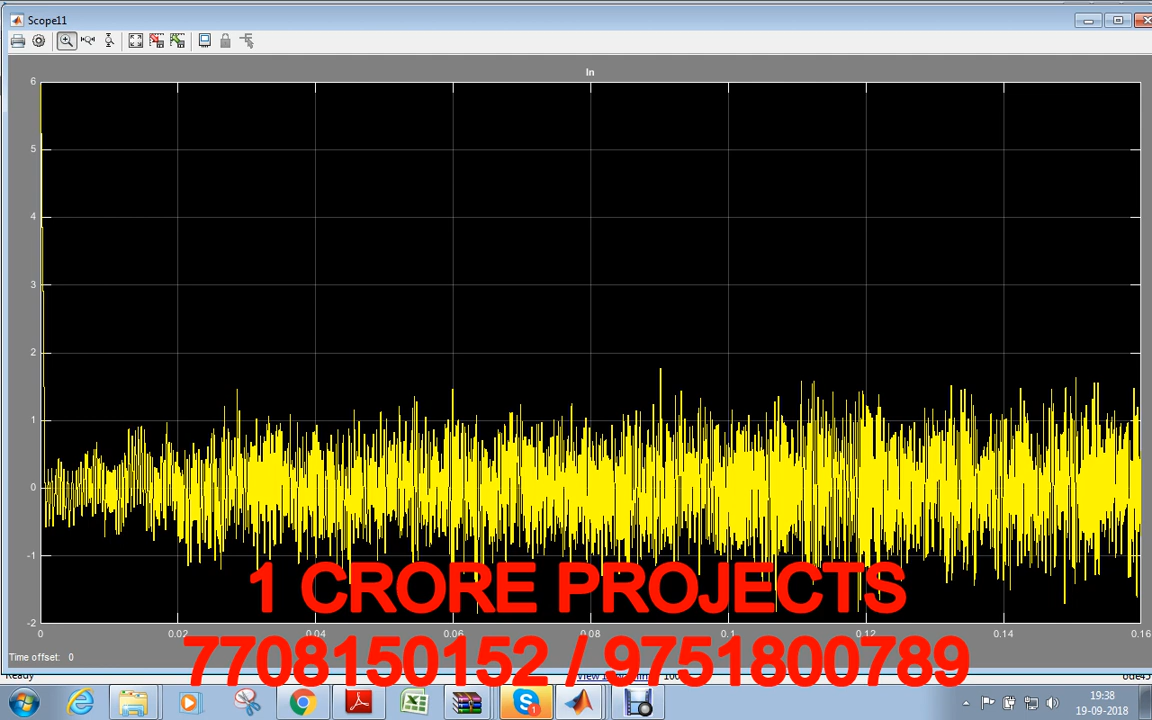 Scope11
In
6
5
4
3
2
1
0
-1
-2
0 0.02 0.04 0.06 0.08 0.1 0.12 0.14 0.16
Time offset: 0
1 CRORE PROJECTS
7708150152 / 9751800789
19:38
19-09-2018